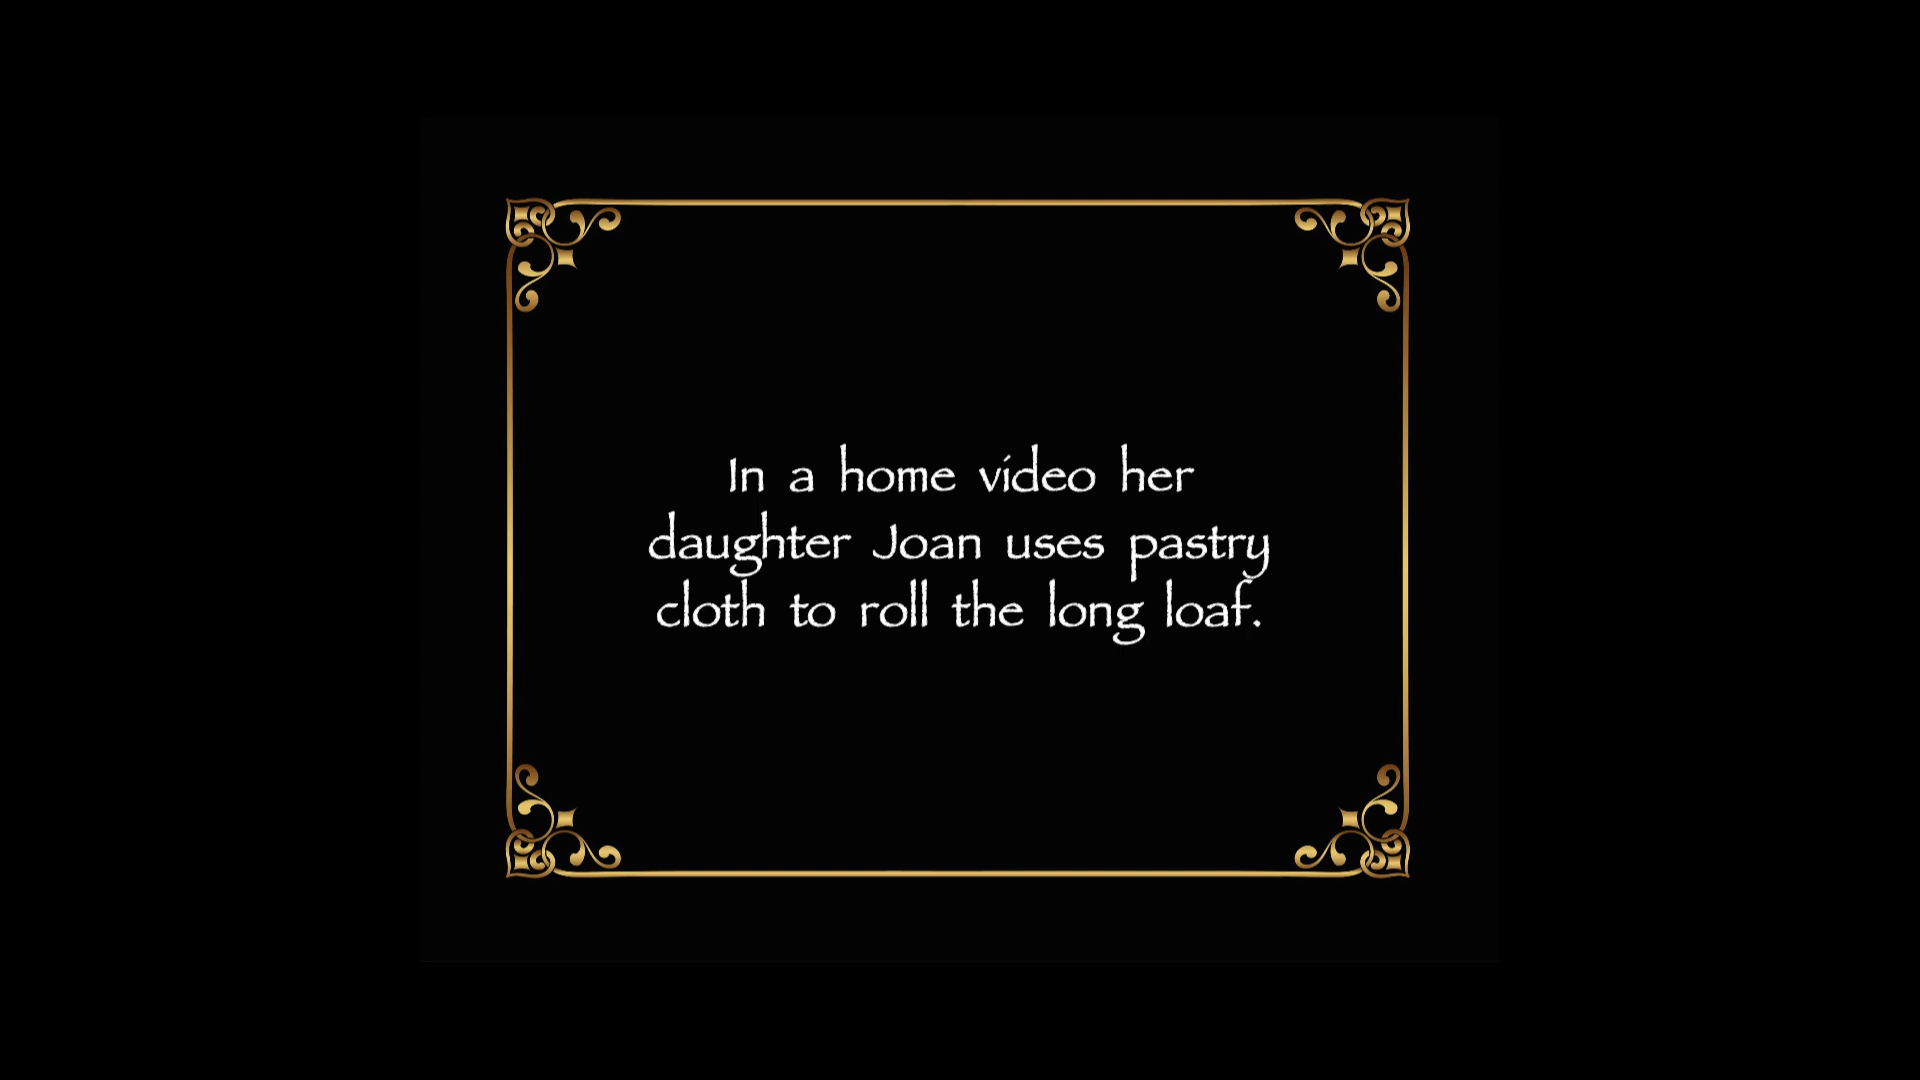 In a home video her
daughter Joan uses pastry
cloth to roll the long loaf.